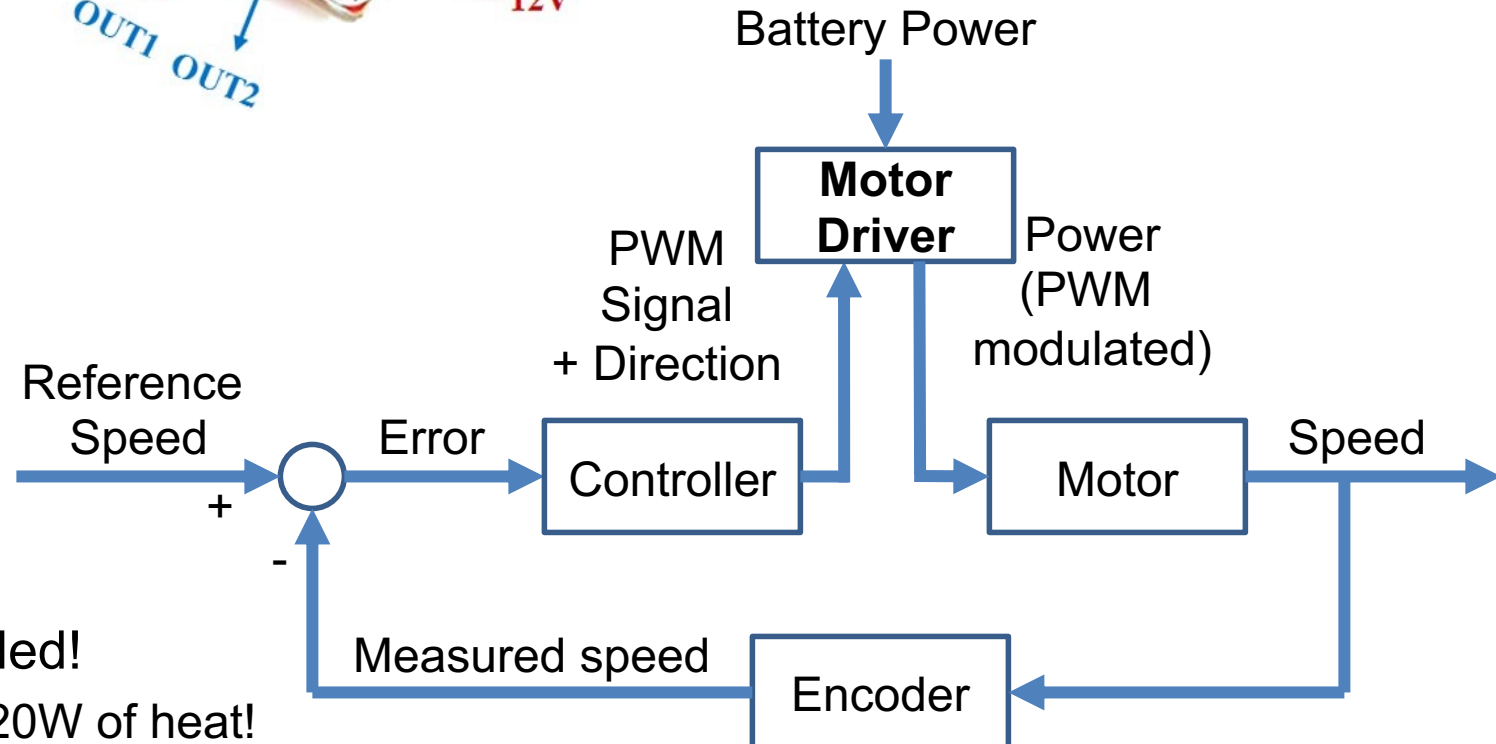 OUT1 OUT2
12V
Battery Power
Motor
Driver
PWM
Signal
+ Direction
Power
(PWM
modulated)
Reference
Speed
+
-
Error
Controller
Motor
Speed
Measured speed
Encoder
led!
20W of heat!